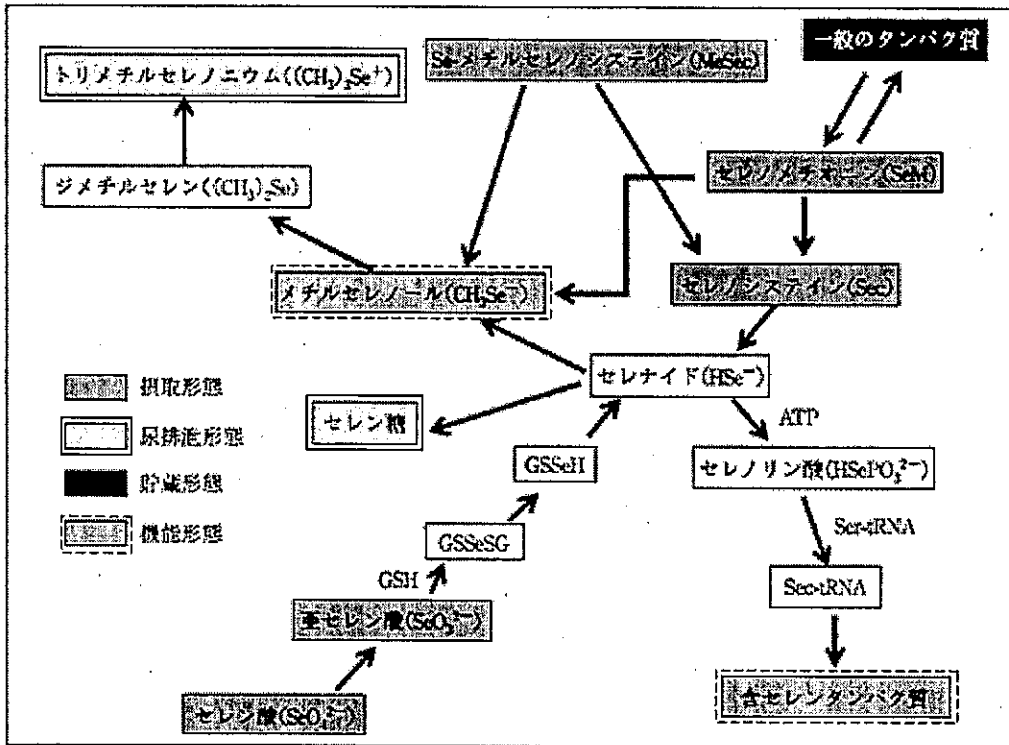 一般のタンパク質
Se-メチルセレノシステイン(MeSec)
トリメチルセレノニウム((CH₃)₃Se⁺)
セレノメチオニン(SeM)
ジメチルセレン((CH₃)₂Se)
メチルセレノール(CH₃Se⁻)
セレノシステイン(Sec)
セレナイド(HSe⁻)
摂取形態
セレン糖
ATP
尿排泄形態
GSSeH
セレノリン酸(HSePO₃²⁻)
貯蔵形態
機能形態
GSSeSG
Ser-tRNA
GSH
Sec-tRNA
亜セレン酸(SeO₃²⁻)
含セレンタンパク質
セレン酸(SeO₄²⁻)